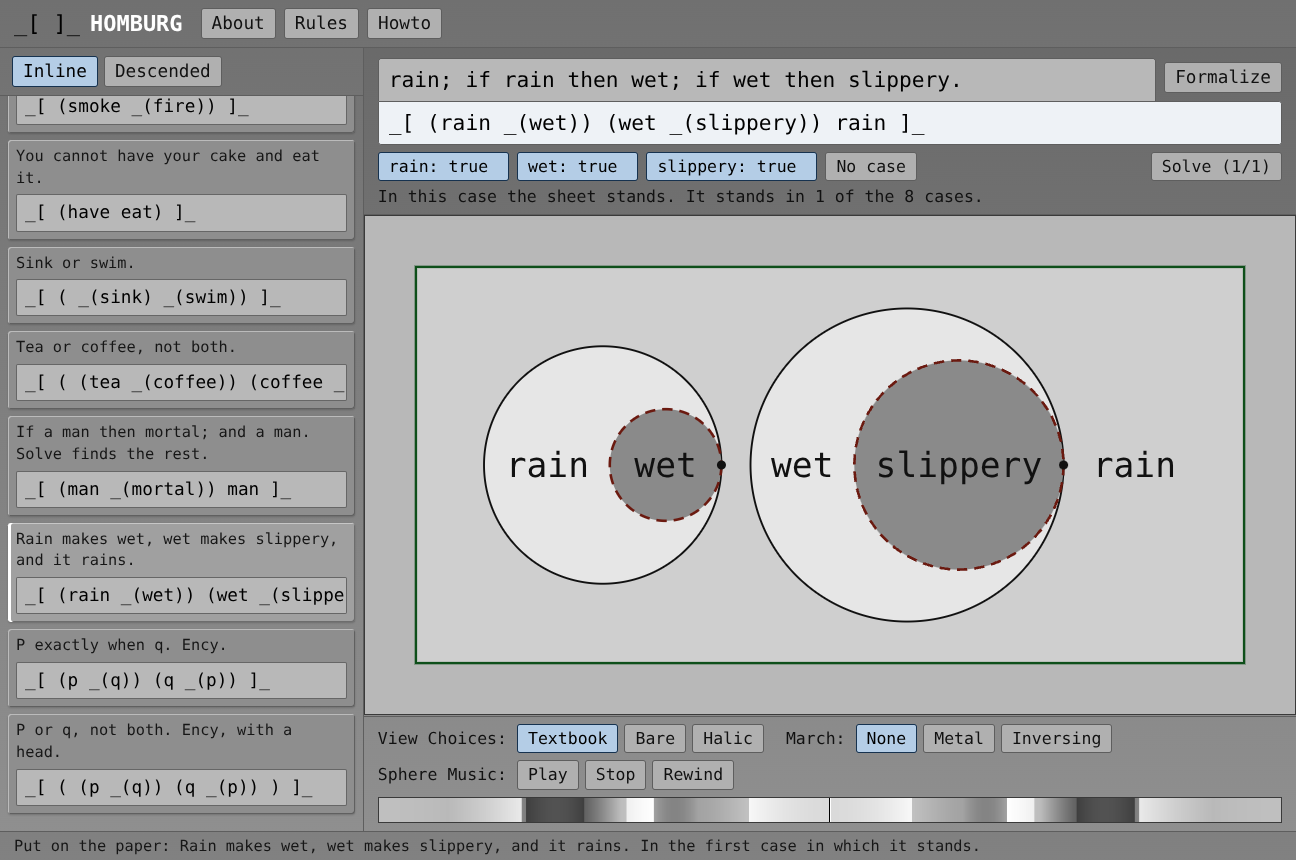 _[ ]_ HOMBURG About Rules Howto
Inline Descended
_[ (smoke _(fire)) ]_
You cannot have your cake and eat
it.
_[ (have eat) ]_
Sink or swim.
_[ ( _(sink) _(swim)) ]_
Tea or coffee, not both.
_[ ( (tea _(coffee)) (coffee _
If a man then mortal; and a man.
Solve finds the rest.
_[ (man _(mortal)) man ]_
Rain makes wet, wet makes slippery,
and it rains.
_[ (rain _(wet)) (wet _(slippe
P exactly when q. Ency.
_[ (p _(q)) (q _(p)) ]_
P or q, not both. Ency, with a
head.
_[ ( (p _(q)) (q _(p)) ) ]_
rain; if rain then wet; if wet then slippery. Formalize
_[ (rain _(wet)) (wet _(slippery)) rain ]_
rain: true wet: true slippery: true No case Solve (1/1)
In this case the sheet stands. It stands in 1 of the 8 cases.
rain wet wet slippery rain
View Choices: Textbook Bare Halic March: None Metal Inversing
Sphere Music: Play Stop Rewind
Put on the paper: Rain makes wet, wet makes slippery, and it rains. In the first case in which it stands.